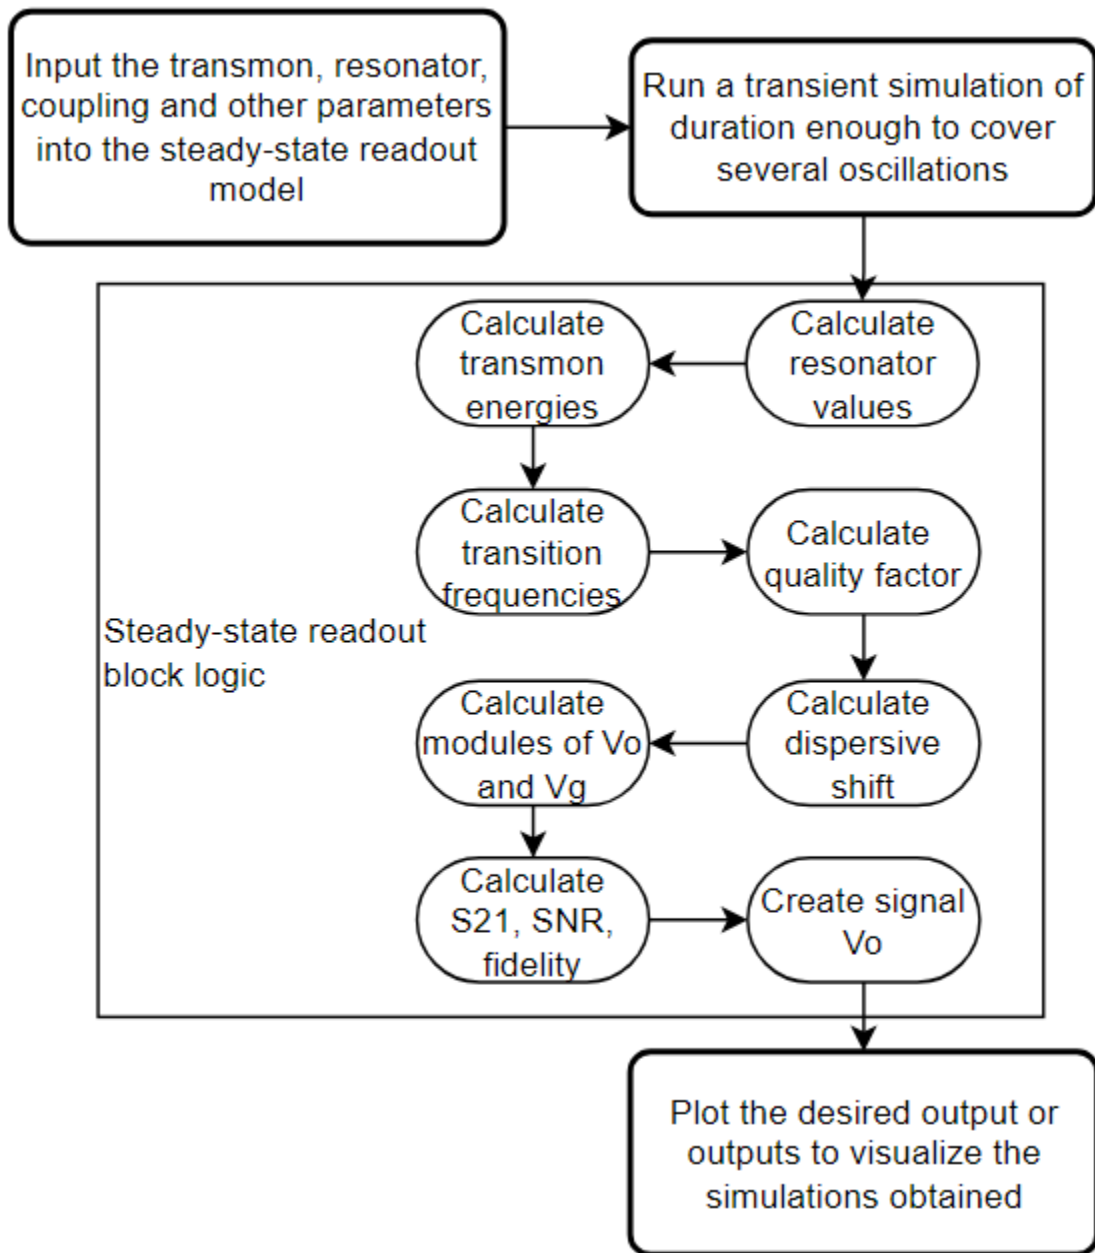 Input the transmon, resonator,
coupling and other parameters
into the steady-state readout
model
Run a transient simulation of
duration enough to cover
several oscillations
Calculate
resonator
values
Calculate
transmon
energies
Calculate
transition
frequencies
Calculate
quality factor
Steady-state readout
block logic
Calculate
dispersive
shift
Calculate
modules of Vo
and Vg
Calculate
S21, SNR,
fidelity
Create signal
Vo
Plot the desired output or
outputs to visualize the
simulations obtained